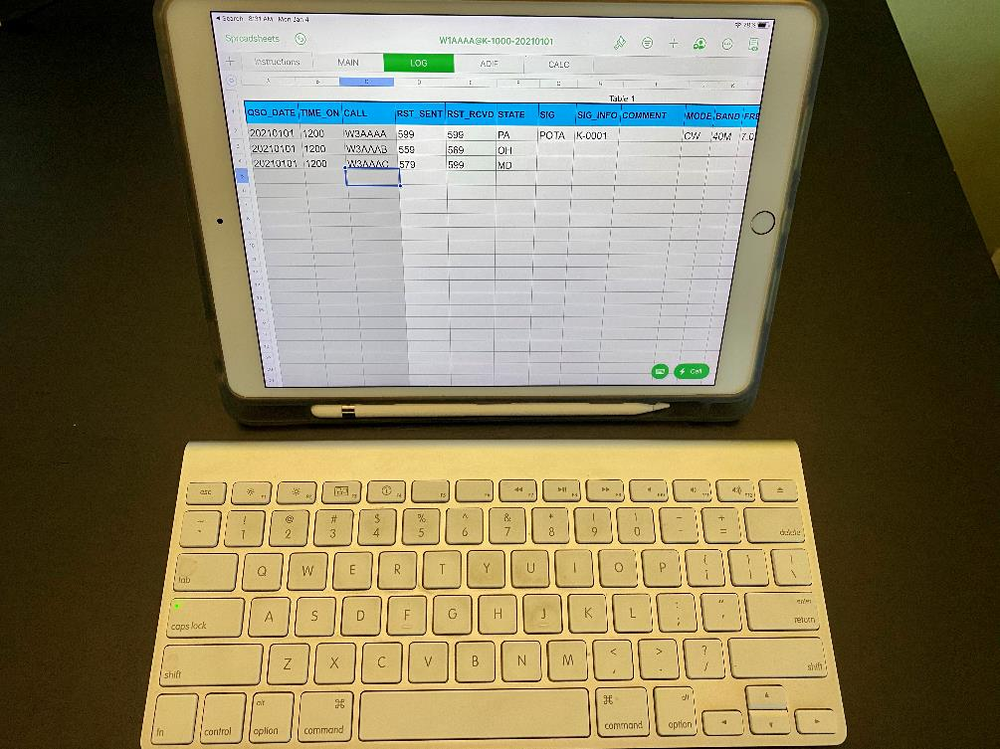 Search 8:31 AM Mon Jan 4 79%
Spreadsheets W1AAAA@K-1000-20210101
Instructions MAIN LOG ADIF CALC
Table 1
QSO_DATE TIME_ON CALL RST_SENT RST_RCVD STATE SIG SIG_INFO COMMENT MODE BAND FRE
20210101 1200 W3AAAA 599 599 PA POTA K-0001 CW 40M 7.0
20210101 1200 W3AAAB 559 569 OH
20210101 1200 W3AAAC 579 599 MD
Cell
esc F1 F2 F3 F4 F5 F6 F7 F8 F9 F10 F11 F12
~ ! @ # $ % ^ & * ( ) - +
` 1 2 3 4 5 6 7 8 9 0 - = delete
tab Q W E R T Y U I O P { } |
[ ] \
caps lock A S D F G H J K L : " enter
; ' return
shift Z X C V B N M < > ? shift
, . /
alt ⌘ ⌘ alt
fn control option command command option